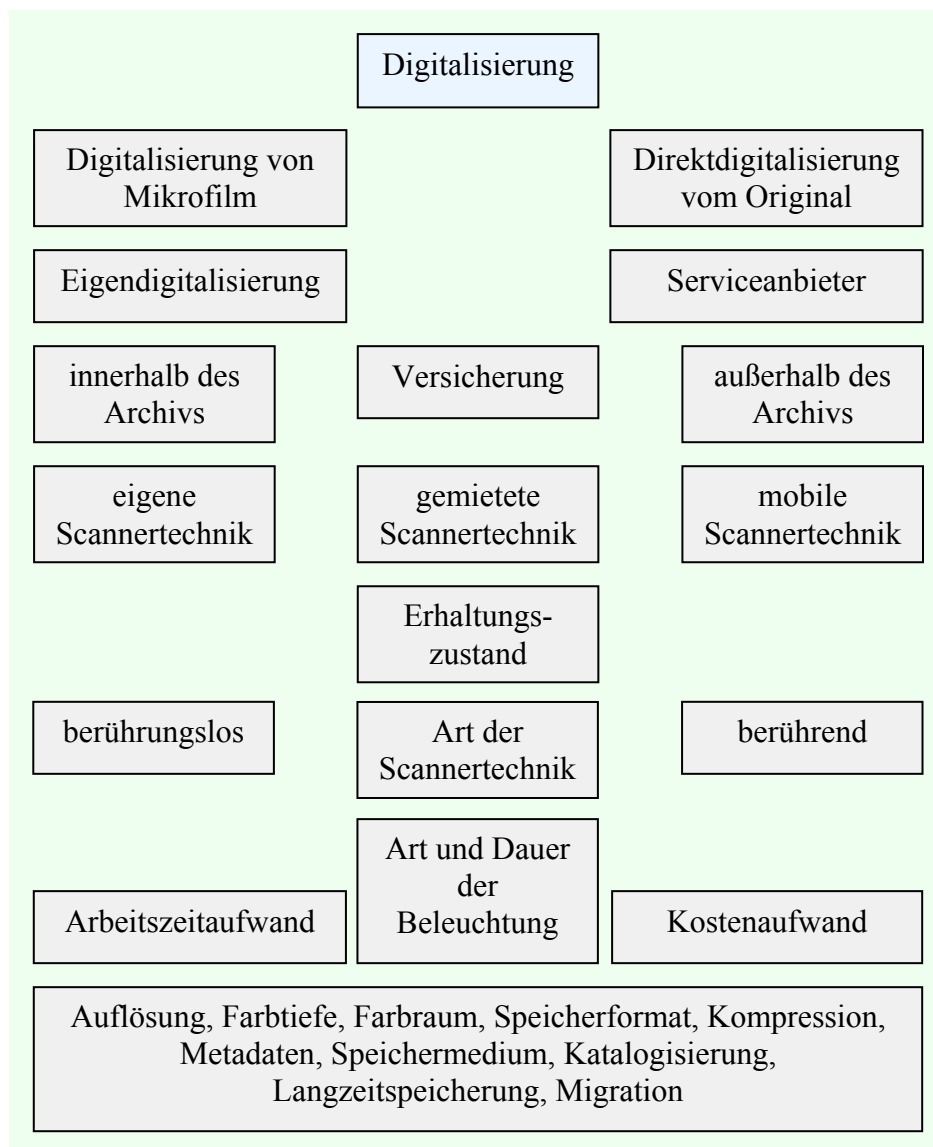 Digitalisierung
Digitalisierung von
Mikrofilm
Direktdigitalisierung
vom Original
Eigendigitalisierung
Serviceanbieter
innerhalb des
Archivs
Versicherung
außerhalb des
Archivs
eigene
Scannertechnik
gemietete
Scannertechnik
mobile
Scannertechnik
Erhaltungs-
zustand
berührungslos
Art der
Scannertechnik
berührend
Arbeitszeitaufwand
Art und Dauer
der
Beleuchtung
Kostenaufwand
Auflösung, Farbtiefe, Farbraum, Speicherformat, Kompression,
Metadaten, Speichermedium, Katalogisierung,
Langzeitspeicherung, Migration